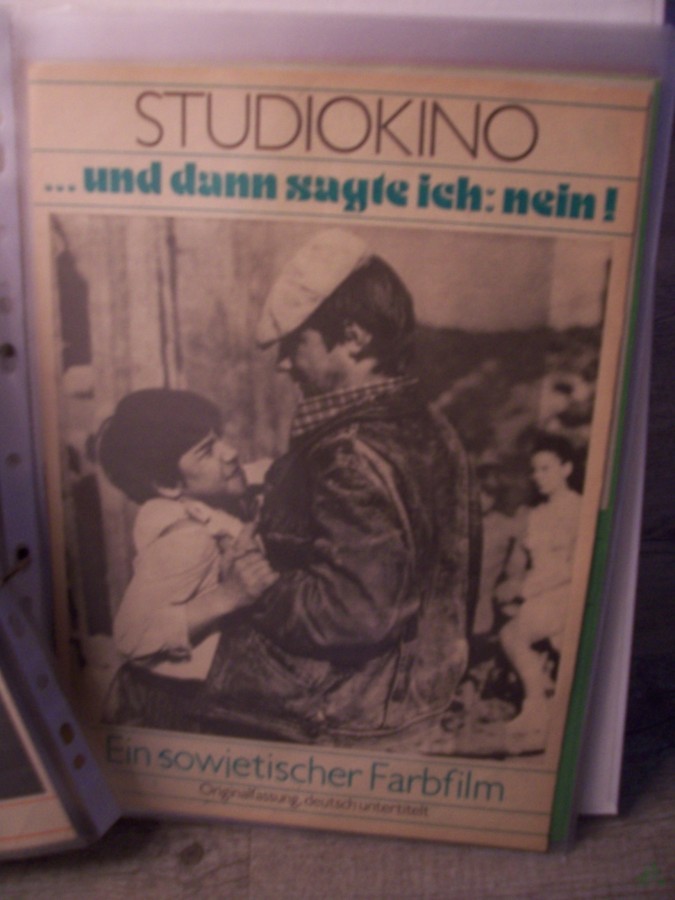 STUDIOKINO
... und dann sagte ich: nein!
Ein sowjetischer Farbfilm
Originalfassung, deutsch untertitelt